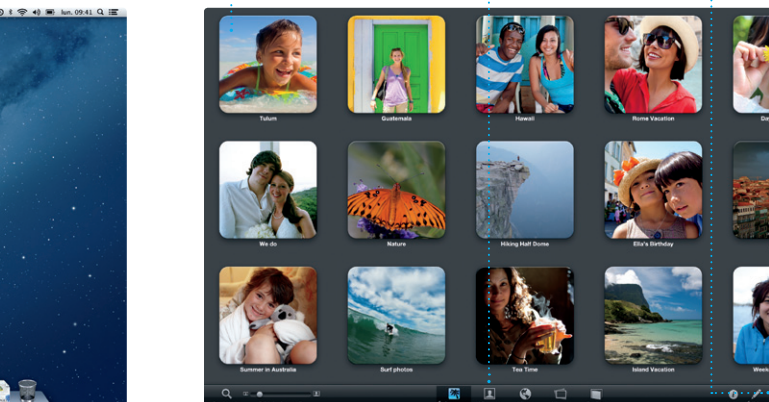 lun. 09:41
Tulum
Guatemala
Hawaii
Rome Vacation
We do
Nature
Hiking Half Dome
Ella's Birthday
Summer in Australia
Surf photos
Tea Time
Island Vacation